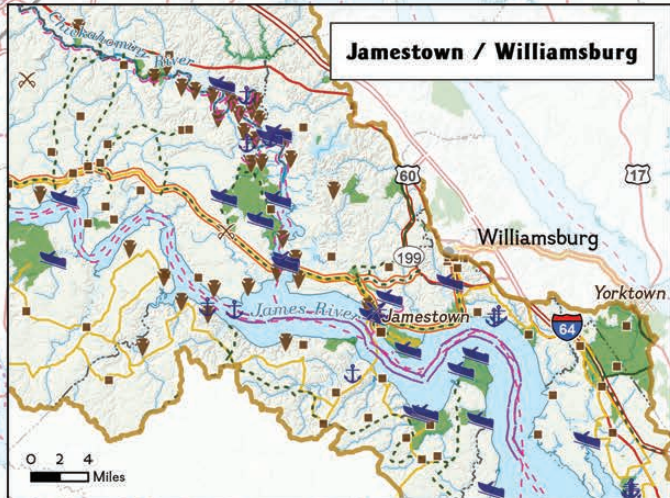 Jamestown / Williamsburg
Chickahominy River
60
17
Williamsburg
199
Yorktown
James River
Jamestown
64
0 2 4
Miles